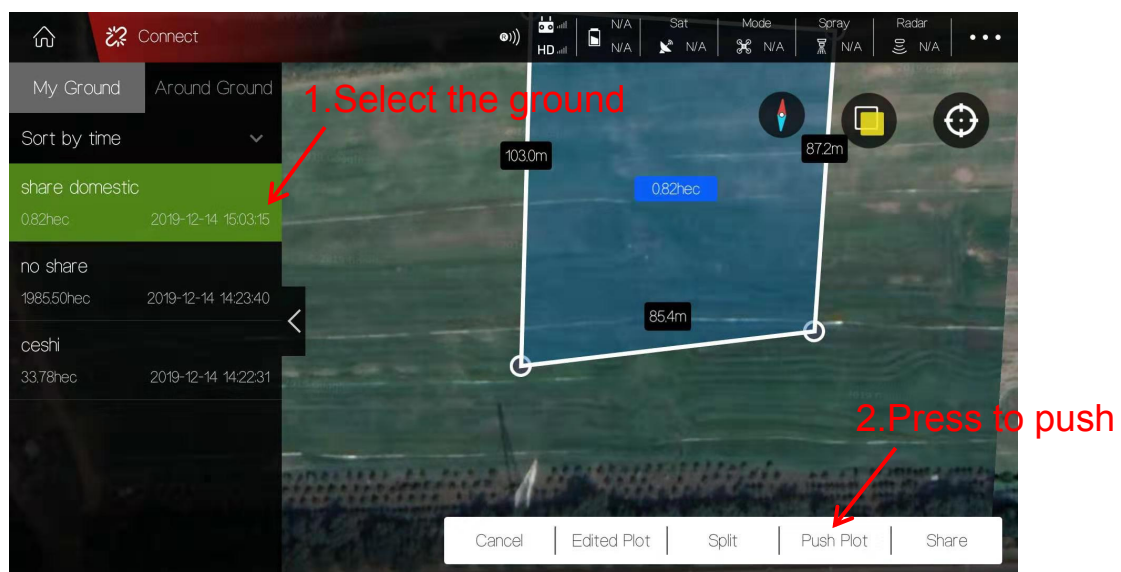 Connect
HD
N/A
N/A
Sat
N/A
Mode
N/A
Spray
N/A
Radar
N/A
My Ground
Around Ground
1.Select the ground
Sort by time
103.0m
87.2m
share domestic
0.82hec
0.82hec 2019-12-14 15:03:15
no share
1985.50hec 2019-12-14 14:23:40
85.4m
ceshi
33.78hec 2019-12-14 14:22:31
2.Press to push
Cancel Edited Plot Split Push Plot Share